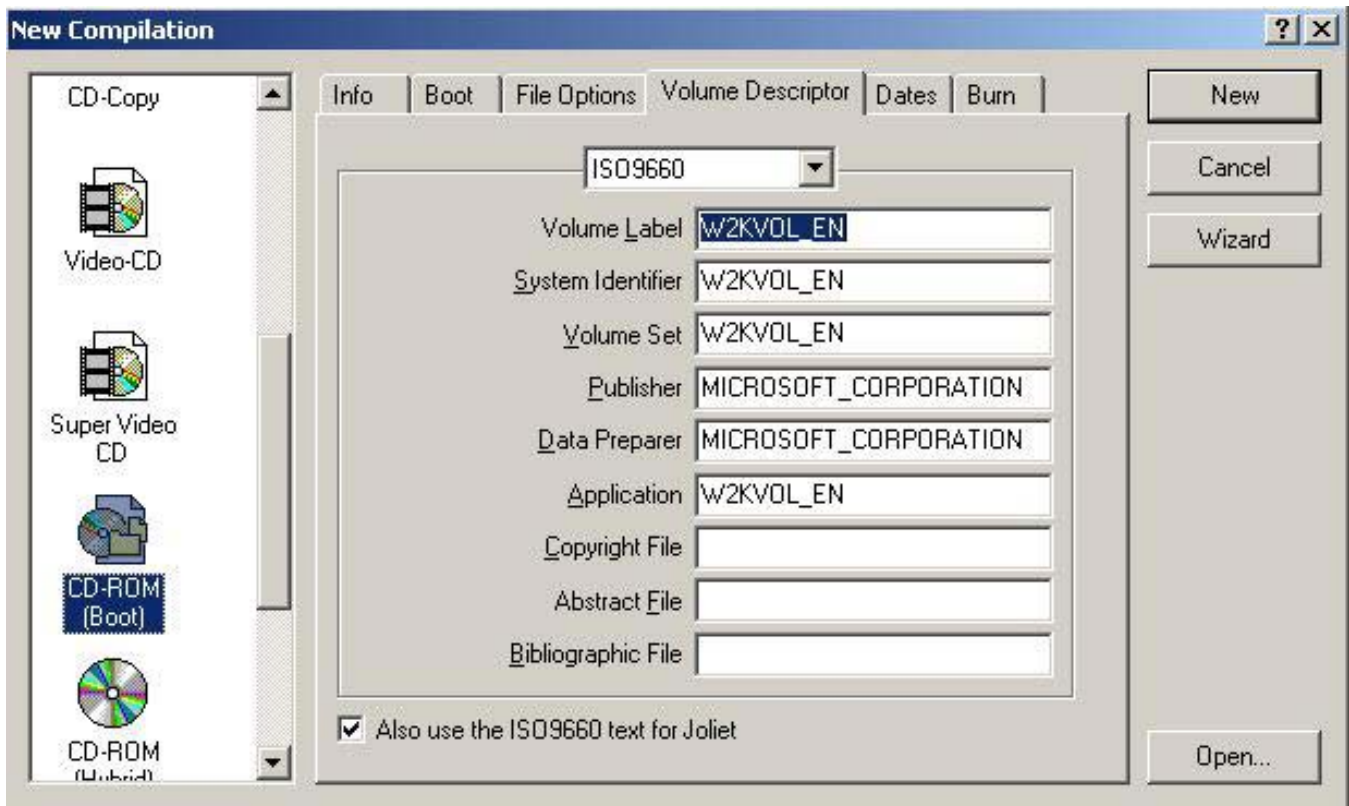 New Compilation
CD-Copy
Video-CD
Super Video
CD
CD-ROM
(Boot)
CD-ROM
(Hybrid)
Info Boot File Options Volume Descriptor Dates Burn
ISO9660
Volume Label W2KVOL_EN
System Identifier W2KVOL_EN
Volume Set W2KVOL_EN
Publisher MICROSOFT_CORPORATION
Data Preparer MICROSOFT_CORPORATION
Application W2KVOL_EN
Copyright File
Abstract File
Bibliographic File
Also use the ISO9660 text for Joliet
New
Cancel
Wizard
Open...